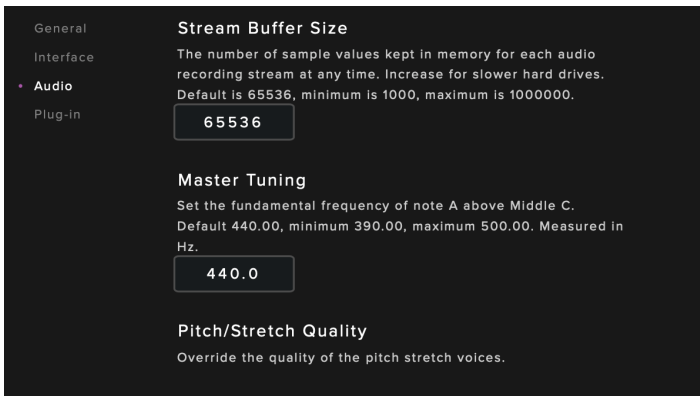 General
Interface
Audio
Plug-in
Stream Buffer Size
The number of sample values kept in memory for each audio
recording stream at any time. Increase for slower hard drives.
Default is 65536, minimum is 1000, maximum is 1000000.
65536
Master Tuning
Set the fundamental frequency of note A above Middle C.
Default 440.00, minimum 390.00, maximum 500.00. Measured in
Hz.
440.0
Pitch/Stretch Quality
Override the quality of the pitch stretch voices.